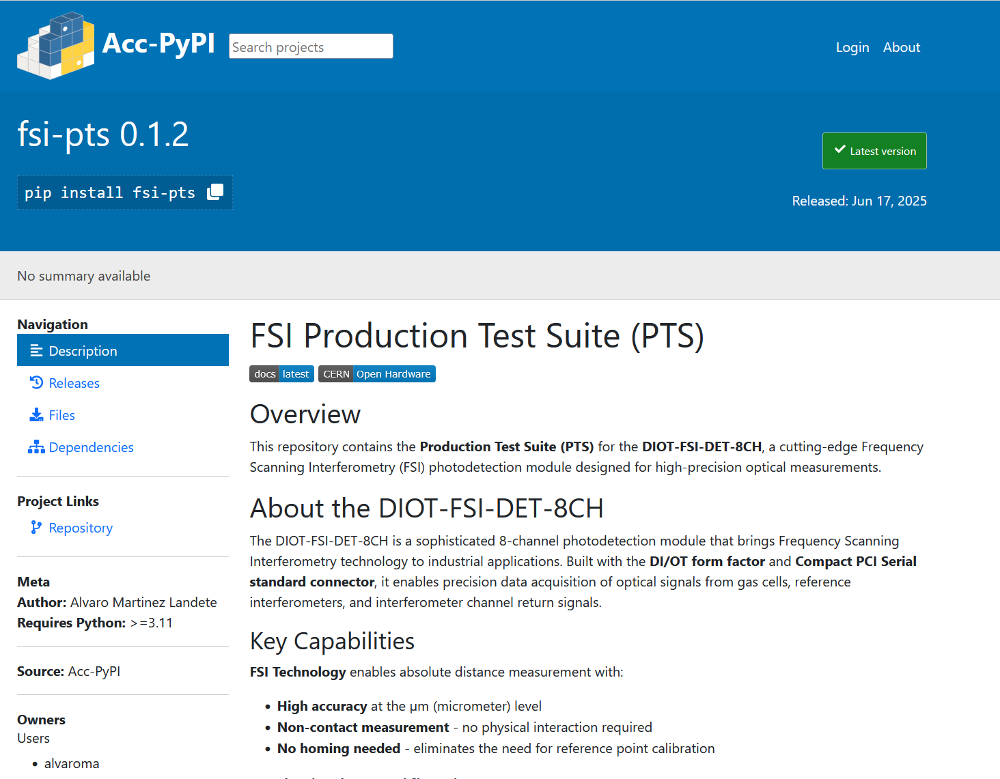 Acc-PyPI
Search projects
Login
About
fsi-pts 0.1.2
Latest version
pip install fsi-pts
Released: Jun 17, 2025
No summary available
Navigation
Description
Releases
Files
Dependencies
Project Links
Repository
Meta
Author: Alvaro Martinez Landete
Requires Python: >=3.11
Source: Acc-PyPI
Owners
Users
• alvaroma
FSI Production Test Suite (PTS)
docs latest CERN Open Hardware
Overview
This repository contains the Production Test Suite (PTS) for the DIOT-FSI-DET-8CH, a cutting-edge Frequency
Scanning Interferometry (FSI) photodetection module designed for high-precision optical measurements.
About the DIOT-FSI-DET-8CH
The DIOT-FSI-DET-8CH is a sophisticated 8-channel photodetection module that brings Frequency Scanning
Interferometry technology to industrial applications. Built with the DI/OT form factor and Compact PCI Serial
standard connector, it enables precision data acquisition of optical signals from gas cells, reference
interferometers, and interferometer channel return signals.
Key Capabilities
FSI Technology enables absolute distance measurement with:
• High accuracy at the μm (micrometer) level
• Non-contact measurement - no physical interaction required
• No homing needed - eliminates the need for reference point calibration